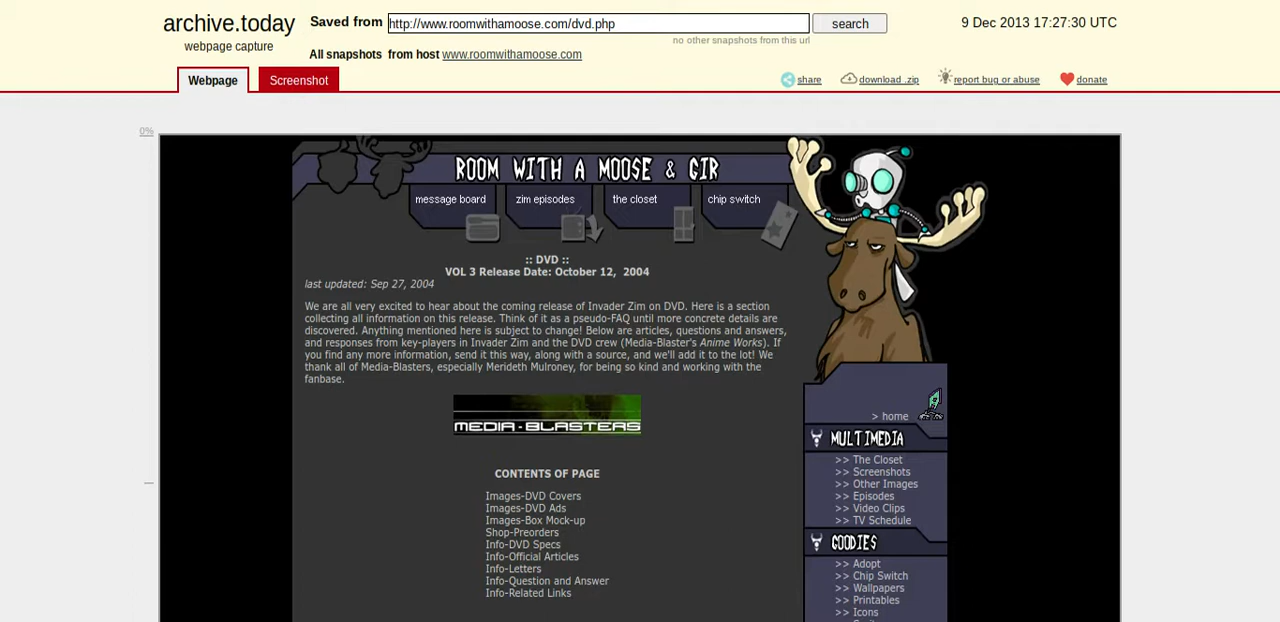 archive.today
webpage capture
Saved from http://www.roomwithamoose.com/dvd.php search
no other snapshots from this url
All snapshots from host www.roomwithamoose.com
9 Dec 2013 17:27:30 UTC
Webpage Screenshot
share download .zip report bug or abuse donate
0%
ROOM WITH A MOOSE & GIR
message board zim episodes the closet chip switch
:: DVD ::
VOL 3 Release Date: October 12, 2004
last updated: Sep 27, 2004
We are all very excited to hear about the coming release of Invader Zim on DVD. Here is a section
collecting all information on this release. Think of it as a pseudo-FAQ until more concrete details are
discovered. Anything mentioned here is subject to change! Below are articles, questions and answers,
and responses from key-players in Invader Zim and the DVD crew (Media-Blaster's Anime Works). If
you find any more information, send it this way, along with a source, and we'll add it to the lot! We
thank all of Media-Blasters, especially Merideth Mulroney, for being so kind and working with the
fanbase.
MEDIA-BLASTERS
CONTENTS OF PAGE
Images-DVD Covers
Images-DVD Ads
Images-Box Mock-up
Shop-Preorders
Info-DVD Specs
Info-Official Articles
Info-Letters
Info-Question and Answer
Info-Related Links
> home
MULTIMEDIA
>> The Closet
>> Screenshots
>> Other Images
>> Episodes
>> Video Clips
>> TV Schedule
GOODIES
>> Adopt
>> Chip Switch
>> Wallpapers
>> Printables
>> Icons